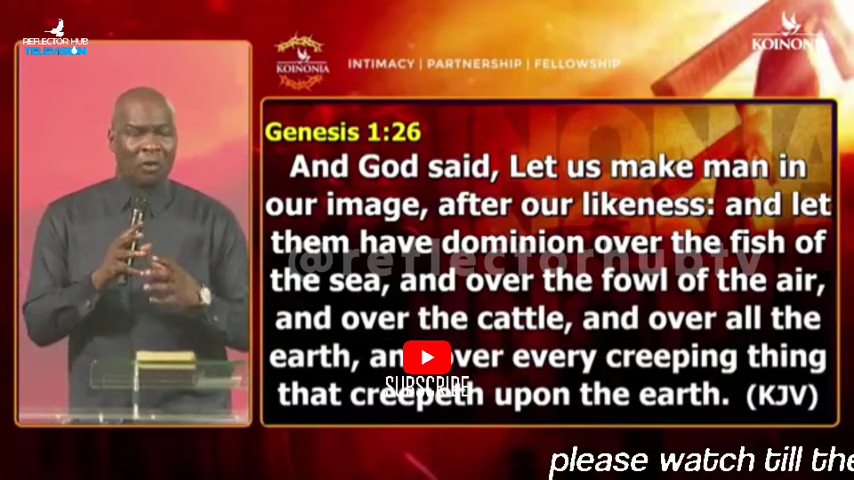 REFLECTOR HUB
TELEVISION
KOINONIA
INTIMACY | PARTNERSHIP | FELLOWSHIP
KOINONIA
Genesis 1:26
And God said, Let us make man in
our image, after our likeness: and let
them have dominion over the fish of
@reflectorhubtv
the sea, and over the fowl of the air,
and over the cattle, and over all the
earth, and over every creeping thing
SUBSCRIBE
that creepeth upon the earth. (KJV)
please watch till the